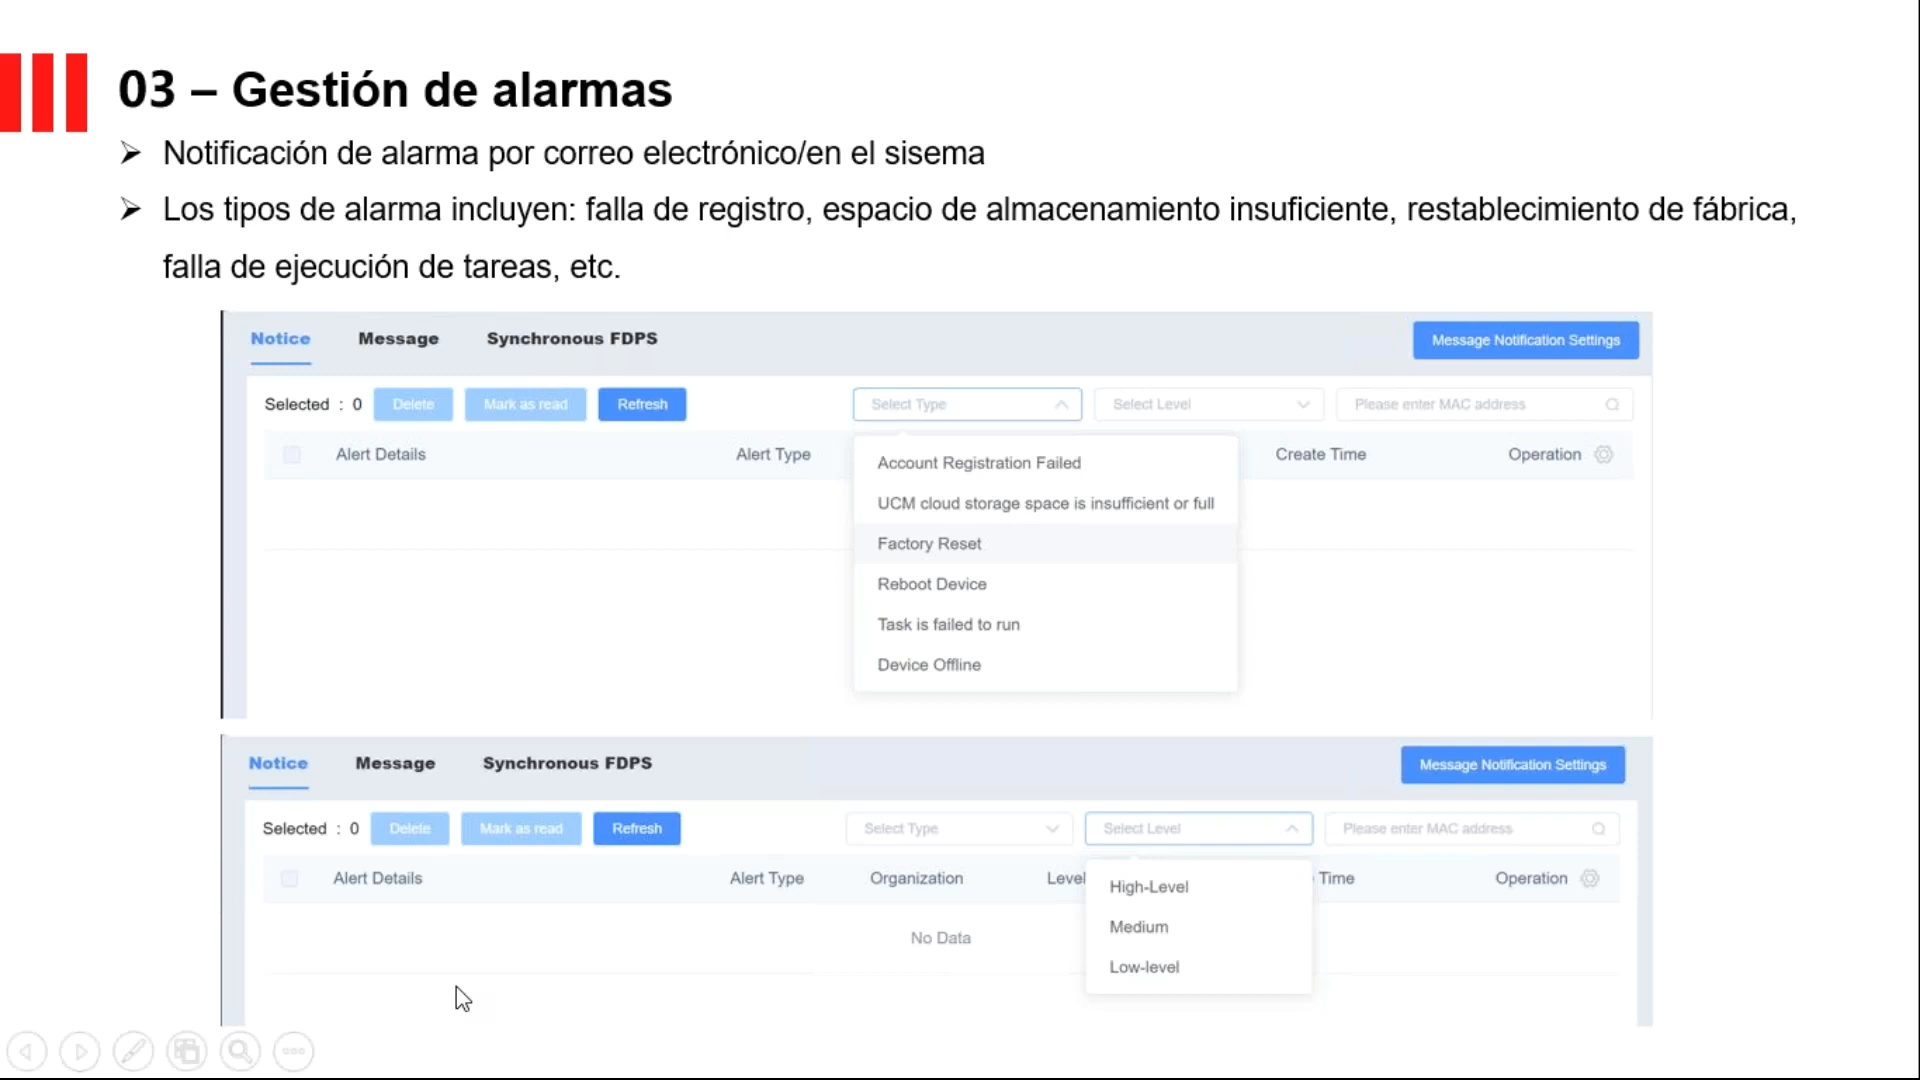 03 – Gestión de alarmas
Notificación de alarma por correo electrónico/en el sisema
Los tipos de alarma incluyen: falla de registro, espacio de almacenamiento insuficiente, restablecimiento de fábrica,
falla de ejecución de tareas, etc.
Notice Message Synchronous FDPS Message Notification Settings
Selected : 0 Delete Mark as read Refresh Select Type Select Level Please enter MAC address
Alert Details Alert Type Create Time Operation
Account Registration Failed
UCM cloud storage space is insufficient or full
Factory Reset
Reboot Device
Task is failed to run
Device Offline
Notice Message Synchronous FDPS Message Notification Settings
Selected : 0 Delete Mark as read Refresh Select Type Select Level Please enter MAC address
Alert Details Alert Type Organization Level Time Operation
High-Level
Medium
Low-level
No Data